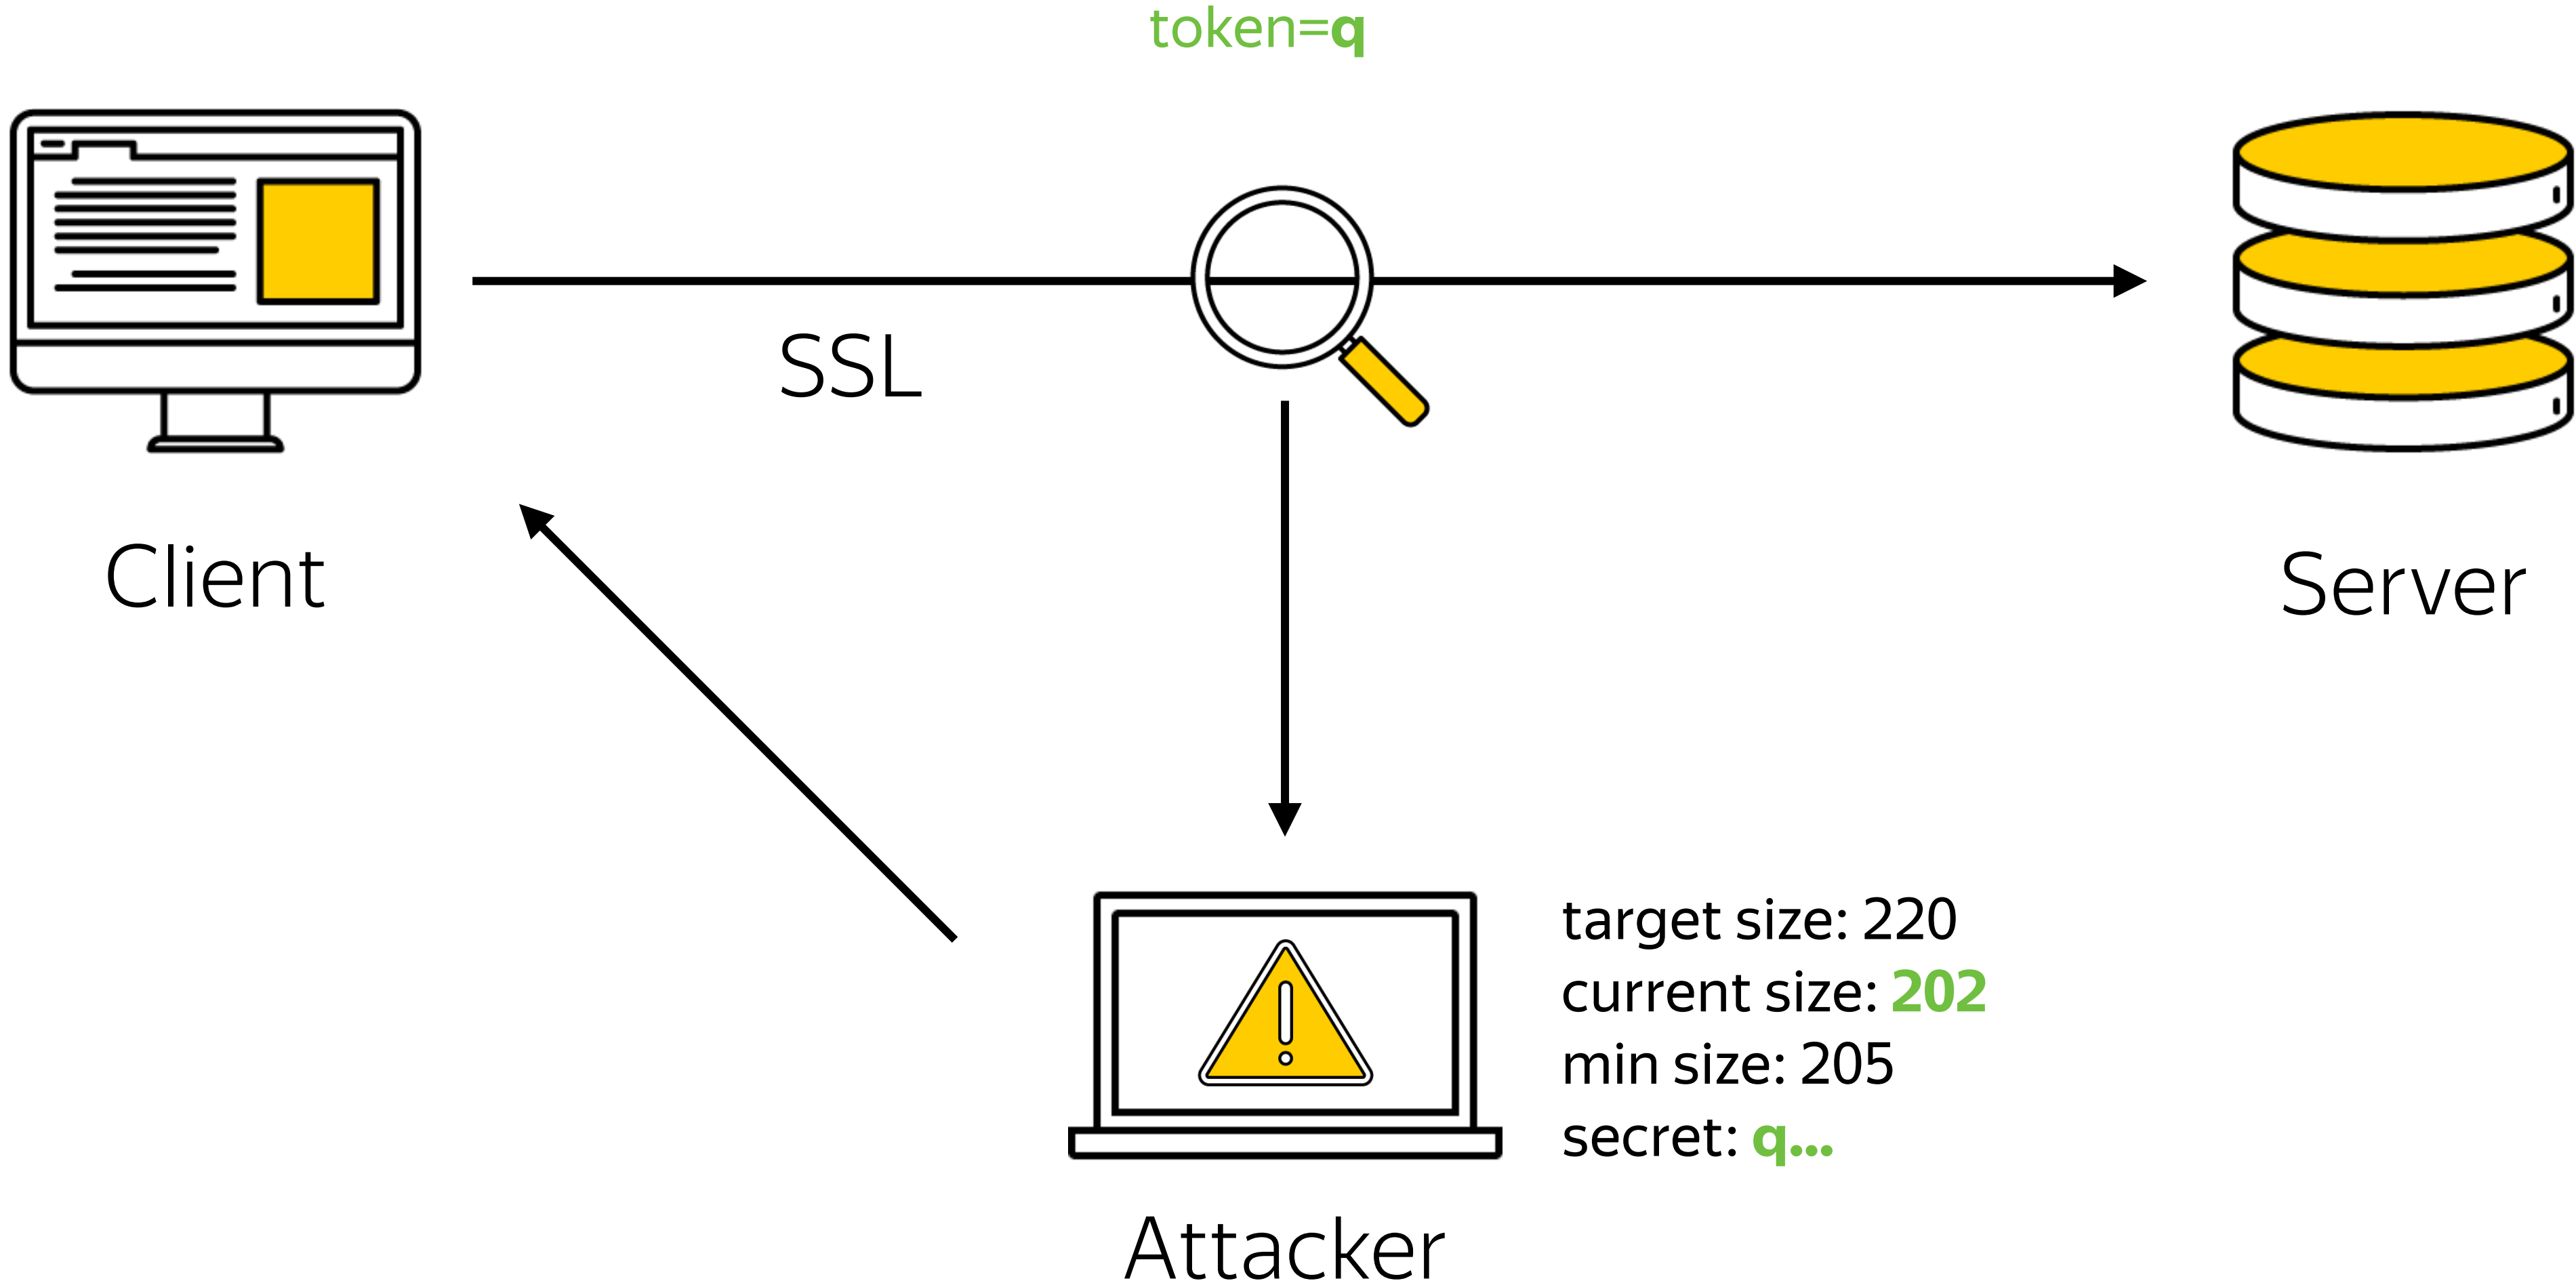 token=q
SSL
Client
Server
target size: 220
current size: 202
min size: 205
secret: q...
Attacker